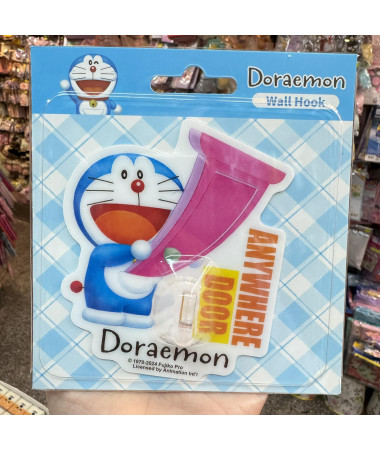 Doraemon
Wall Hook
ANYWHERE
DOOR
Doraemon
© 1970-2024 Fujiko Pro
Licensed by Animation Int'l